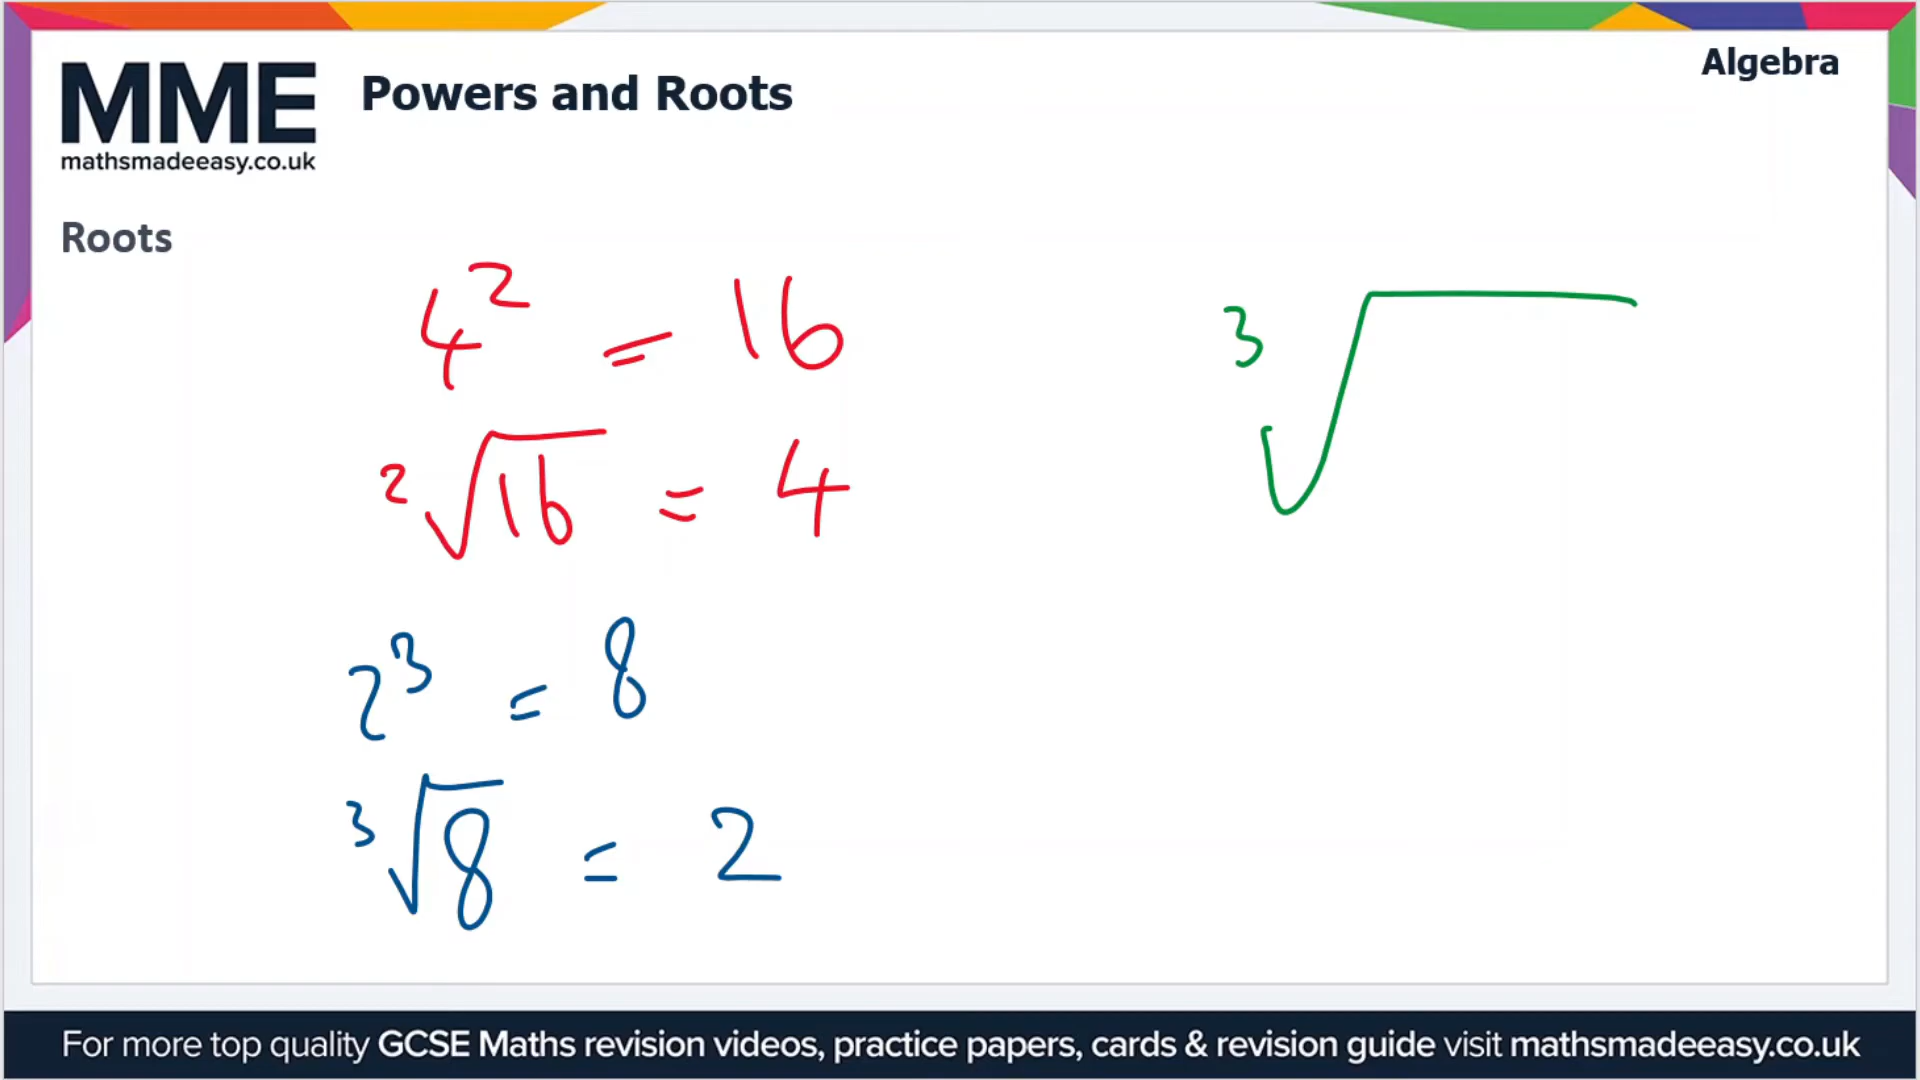 MME
mathsmadeeasy.co.uk
Powers and Roots
Algebra
Roots
4² = 16
²√16 = 4
2³ = 8
³√8 = 2
³√
For more top quality GCSE Maths revision videos, practice papers, cards & revision guide visit mathsmadeeasy.co.uk